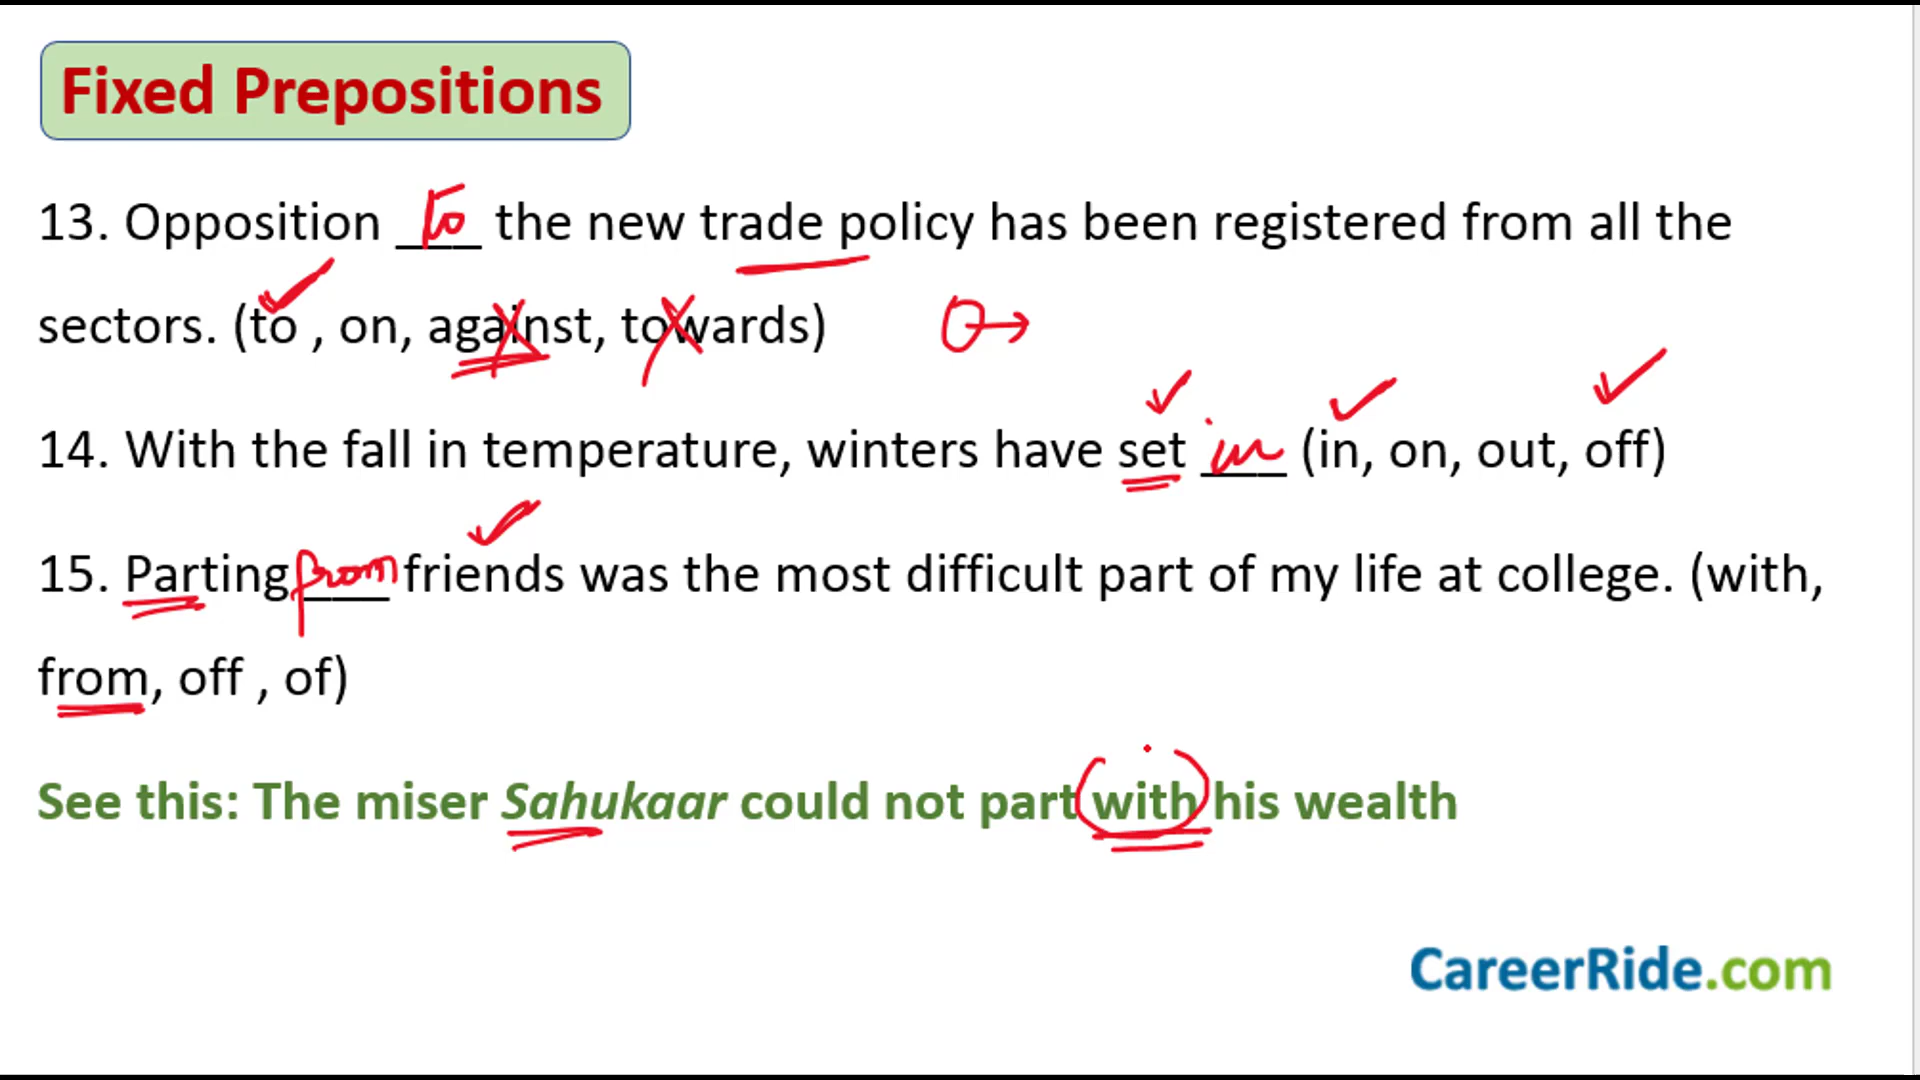 Fixed Prepositions
13. Opposition to the new trade policy has been registered from all the
sectors. (to , on, against, towards)
14. With the fall in temperature, winters have set in (in, on, out, off)
15. Parting from friends was the most difficult part of my life at college. (with,
from, off , of)
See this: The miser Sahukaar could not part with his wealth
CareerRide.com